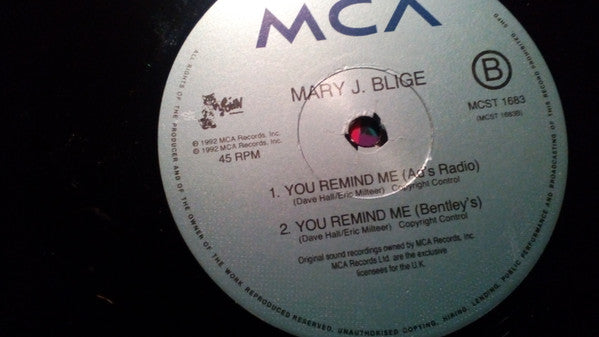 MCA
MARY J. BLIGE
B
MCST 1683
(MCST 1683B)
℗ 1992 MCA Records, Inc.
© 1992 MCA Records, Inc.
45 RPM
1. YOU REMIND ME (Ao's Radio)
(Dave Hall/Eric Milteer) Copyright Control
2. YOU REMIND ME (Bentley's)
(Dave Hall/Eric Milteer) Copyright Control
Original sound recordings owned by MCA Records, Inc.
MCA Records Ltd. are the exclusive
licensees for the U.K.
ALL RIGHTS OF THE PRODUCER AND OF THE OWNER OF THE WORK REPRODUCED RESERVED. UNAUTHORISED COPYING, HIRING, LENDING, PUBLIC PERFORMANCE AND BROADCASTING OF THIS RECORD PROHIBITED